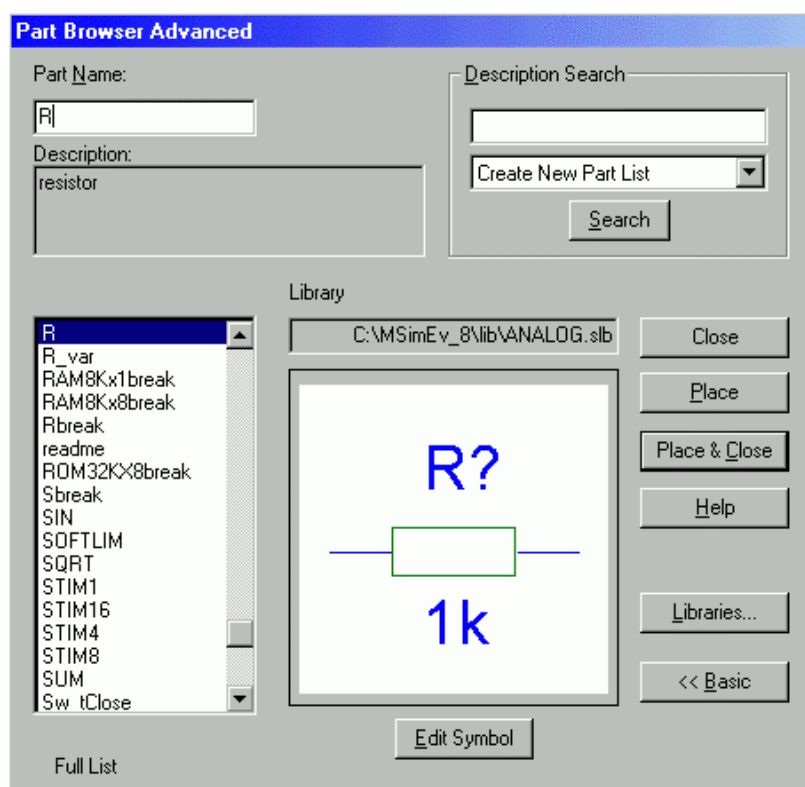 Part Browser Advanced
Part Name:
R
Description:
resistor
Description Search
Create New Part List
Search
Library
C:\MSimEv_8\lib\ANALOG.slb
R
R_var
RAM8Kx1break
RAM8Kx8break
Rbreak
readme
ROM32KX8break
Sbreak
SIN
SOFTLIM
SQRT
STIM1
STIM16
STIM4
STIM8
SUM
Sw_tClose
Full List
R?
1k
Edit Symbol
Close
Place
Place & Close
Help
Libraries...
<< Basic